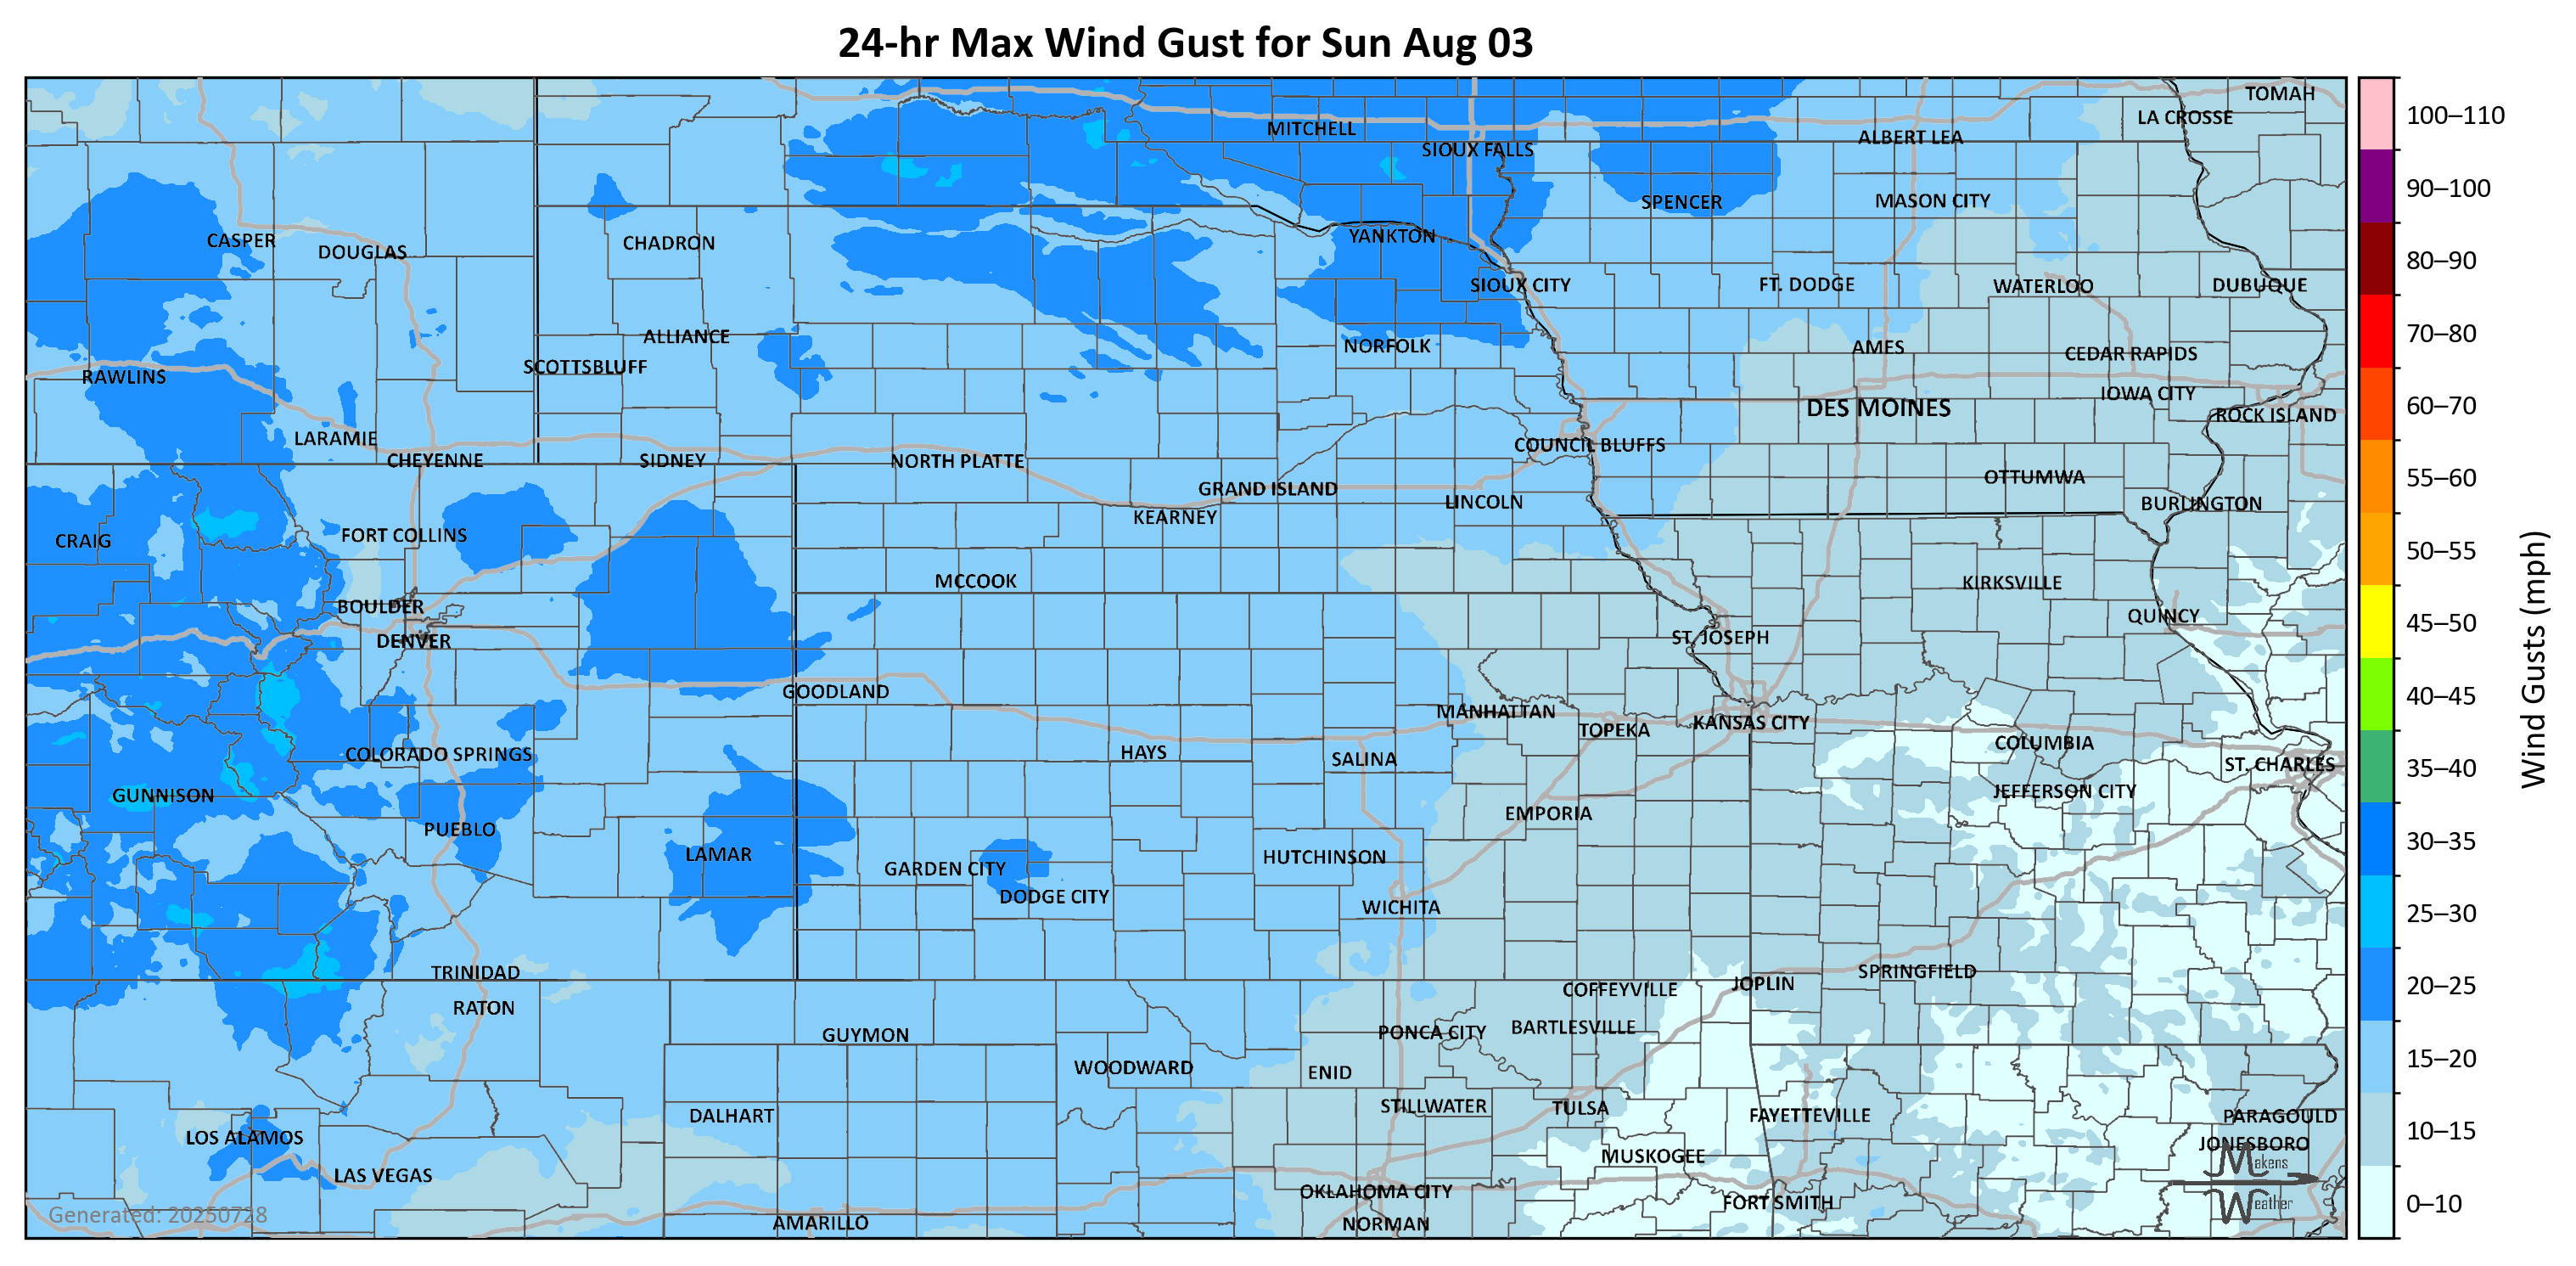 24-hr Max Wind Gust for Sun Aug 03
TOMAH
LA CROSSE
MITCHELL
ALBERT LEA
SIOUX FALLS
SPENCER
MASON CITY
CASPER
CHADRON
YANKTON
DOUGLAS
SIOUX CITY
FT. DODGE
WATERLOO
DUBUQUE
ALLIANCE
NORFOLK
AMES
CEDAR RAPIDS
SCOTTSBLUFF
RAWLINS
IOWA CITY
DES MOINES
ROCK ISLAND
LARAMIE
COUNCIL BLUFFS
CHEYENNE
SIDNEY
NORTH PLATTE
OTTUMWA
GRAND ISLAND
LINCOLN
BURLINGTON
KEARNEY
FORT COLLINS
CRAIG
MCCOOK
KIRKSVILLE
BOULDER
QUINCY
DENVER
ST. JOSEPH
GOODLAND
MANHATTAN
KANSAS CITY
TOPEKA
COLUMBIA
COLORADO SPRINGS
HAYS
SALINA
ST. CHARLES
GUNNISON
JEFFERSON CITY
EMPORIA
PUEBLO
LAMAR
HUTCHINSON
GARDEN CITY
DODGE CITY
WICHITA
TRINIDAD
SPRINGFIELD
JOPLIN
COFFEYVILLE
RATON
GUYMON
PONCA CITY
BARTLESVILLE
WOODWARD
ENID
DALHART
STILLWATER
TULSA
FAYETTEVILLE
PARAGOULD
LOS ALAMOS
JONESBORO
MUSKOGEE
LAS VEGAS
OKLAHOMA CITY
FORT SMITH
AMARILLO
NORMAN
Makens
Weather
Generated: 20250728
100–110
90–100
80–90
70–80
60–70
55–60
50–55
45–50
40–45
35–40
30–35
25–30
20–25
15–20
10–15
0–10
Wind Gusts (mph)